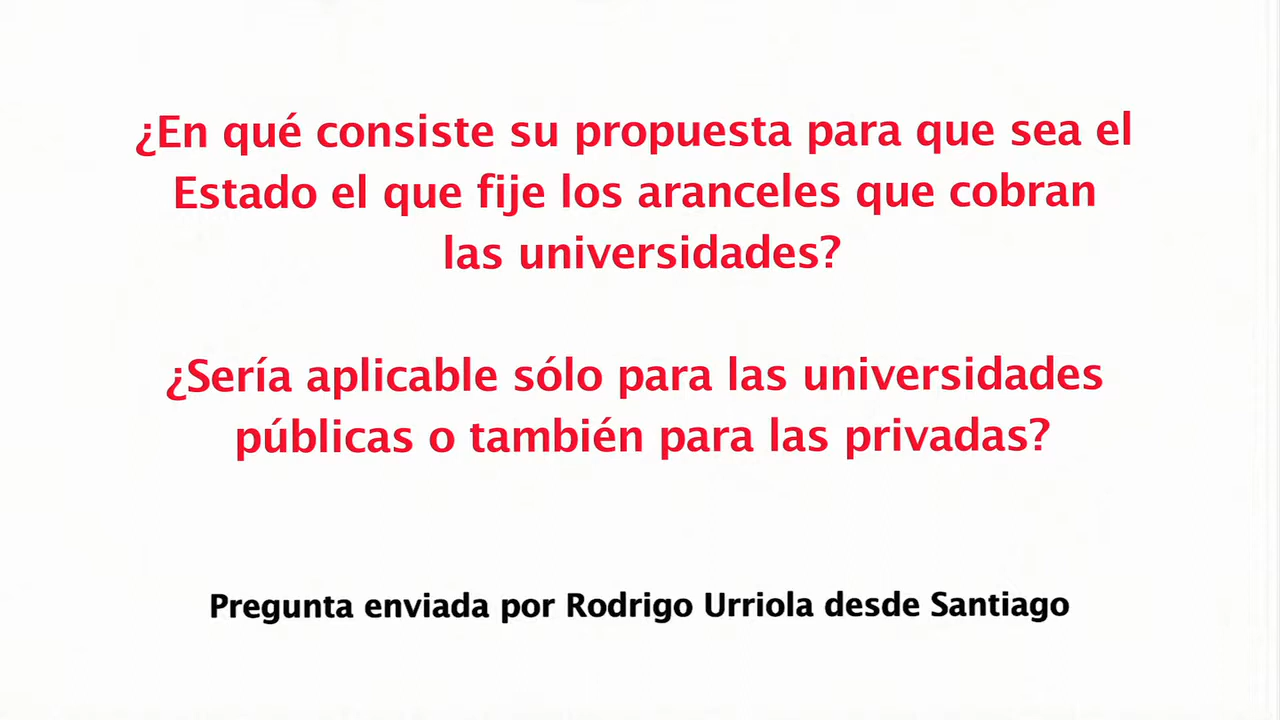 ¿En qué consiste su propuesta para que sea el
Estado el que fije los aranceles que cobran
las universidades?
¿Sería aplicable sólo para las universidades
públicas o también para las privadas?
Pregunta enviada por Rodrigo Urriola desde Santiago